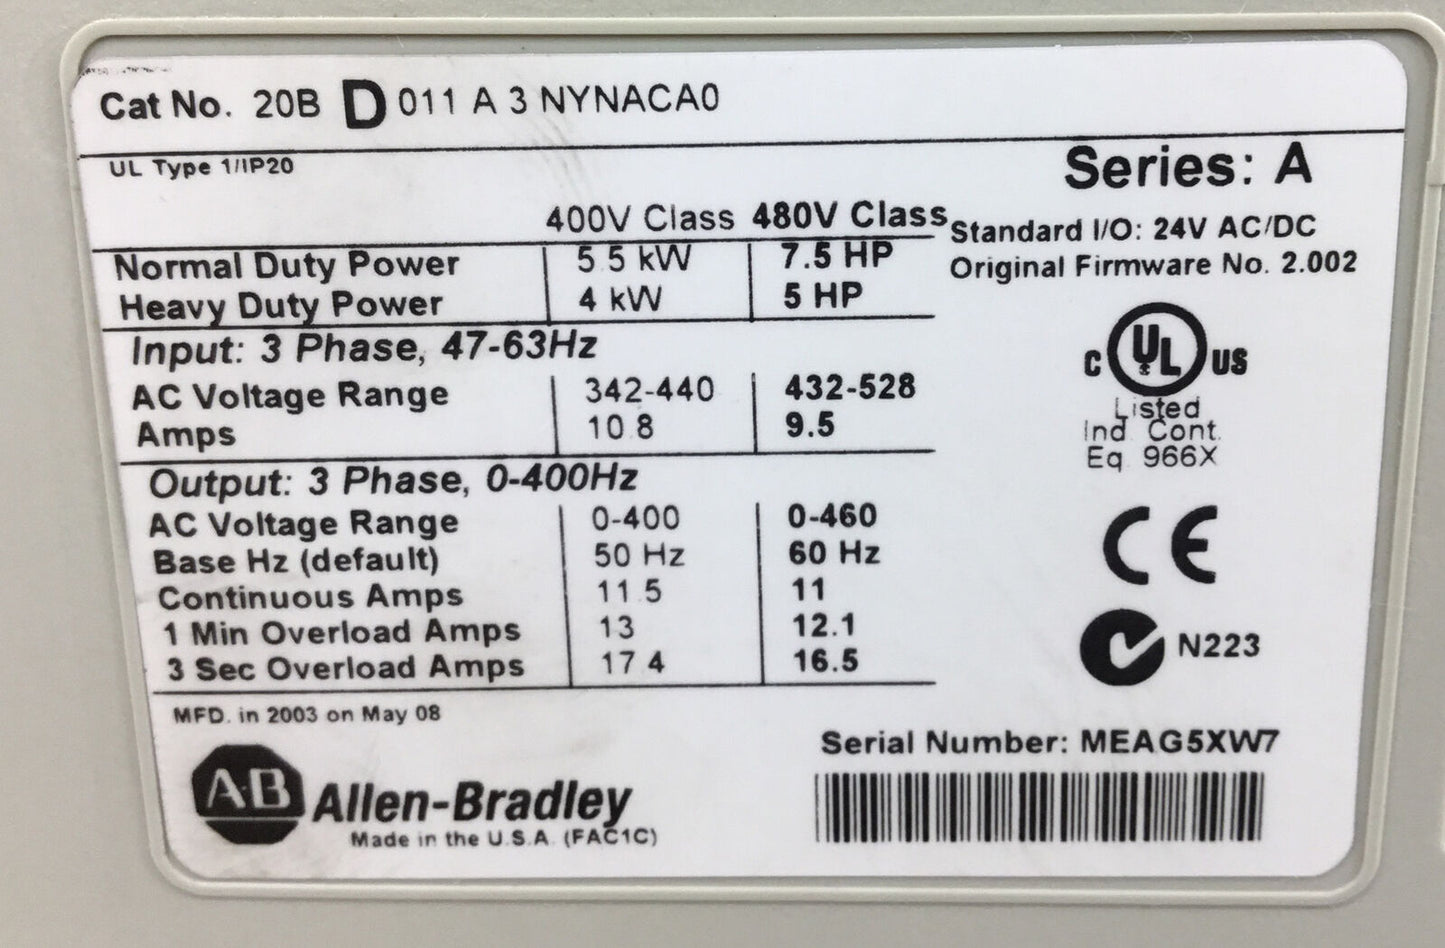 Cat No. 20B D 011 A 3 NYNACA0
UL Type 1/IP20
Series: A
400V Class 480V Class
Standard I/O: 24V AC/DC
Original Firmware No. 2.002
Normal Duty Power 5.5 kW 7.5 HP
Heavy Duty Power 4 kW 5 HP
Input: 3 Phase, 47-63Hz
AC Voltage Range 342-440 432-528
Amps 10.8 9.5
Output: 3 Phase, 0-400Hz
AC Voltage Range 0-400 0-460
Base Hz (default) 50 Hz 60 Hz
Continuous Amps 11.5 11
1 Min Overload Amps 13 12.1
3 Sec Overload Amps 17.4 16.5
C UL US
Listed
Ind. Cont.
Eq. 966X
CE
N223
MFD. in 2003 on May 08
Serial Number: MEAG5XW7
A-B Allen-Bradley
Made in the U.S.A. (FAC1C)